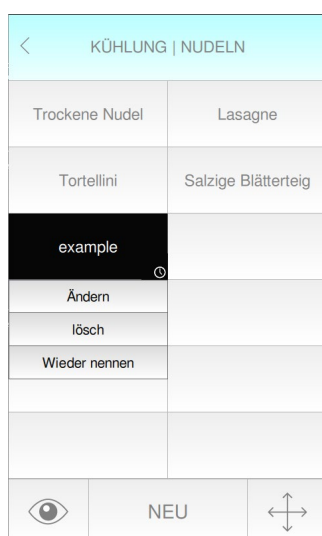 KÜHLUNG | NUDELN
Trockene Nudel
Lasagne
Tortellini
Salzige Blätterteig
example
Ändern
lösch
Wieder nennen
NEU